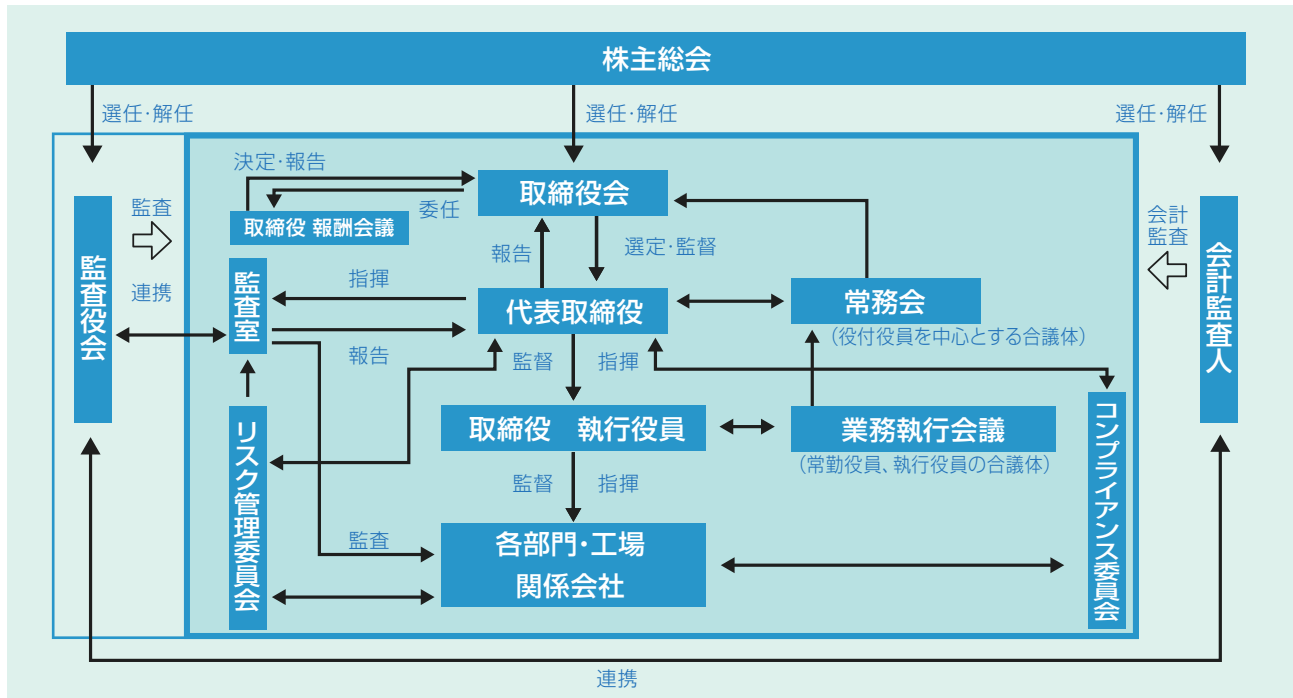 株主総会
選任・解任
選任・解任
選任・解任
決定・報告
取締役会
委任
取締役 報酬会議
監査
会計
監査
報告
選定・監督
監査役会
連携
監査室
指揮
代表取締役
常務会
(役付役員を中心とする合議体)
会計監査人
報告
監督
指揮
リスク管理委員会
取締役　執行役員
業務執行会議
(常勤役員、執行役員の合議体)
コンプライアンス委員会
監督
指揮
監査
各部門・工場
関係会社
連携